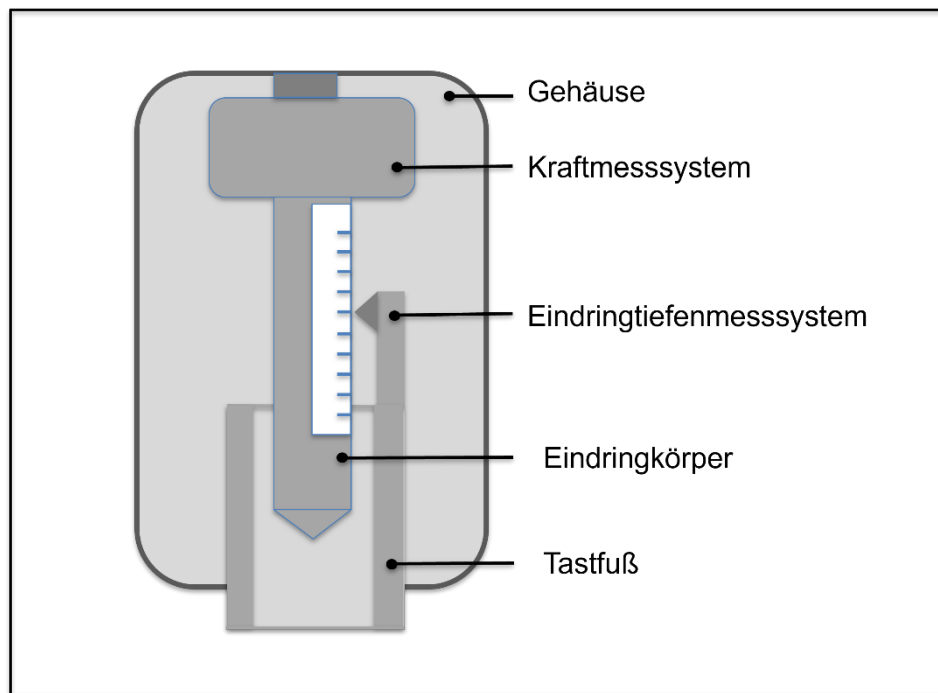 Gehäuse
Kraftmesssystem
Eindringtiefenmesssystem
Eindringkörper
Tastfuß